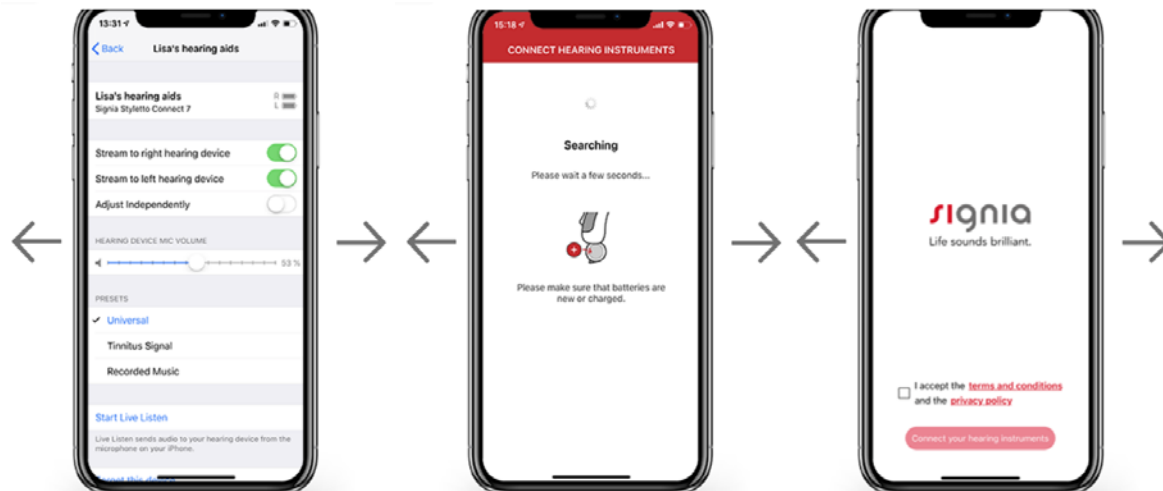 13:31
Back
Lisa's hearing aids
Lisa's hearing aids
Signia Styletto Connect 7
R
L
Stream to right hearing device
Stream to left hearing device
Adjust Independently
HEARING DEVICE MIC VOLUME
53 %
PRESETS
✓ Universal
Tinnitus Signal
Recorded Music
Start Live Listen
Live Listen sends audio to your hearing device from the
microphone on your iPhone.
Forget this device
15:18
CONNECT HEARING INSTRUMENTS
Searching
Please wait a few seconds...
Please make sure that batteries are
new or charged.
signia
Life sounds brilliant.
I accept the terms and conditions
and the privacy policy
Connect your hearing instruments